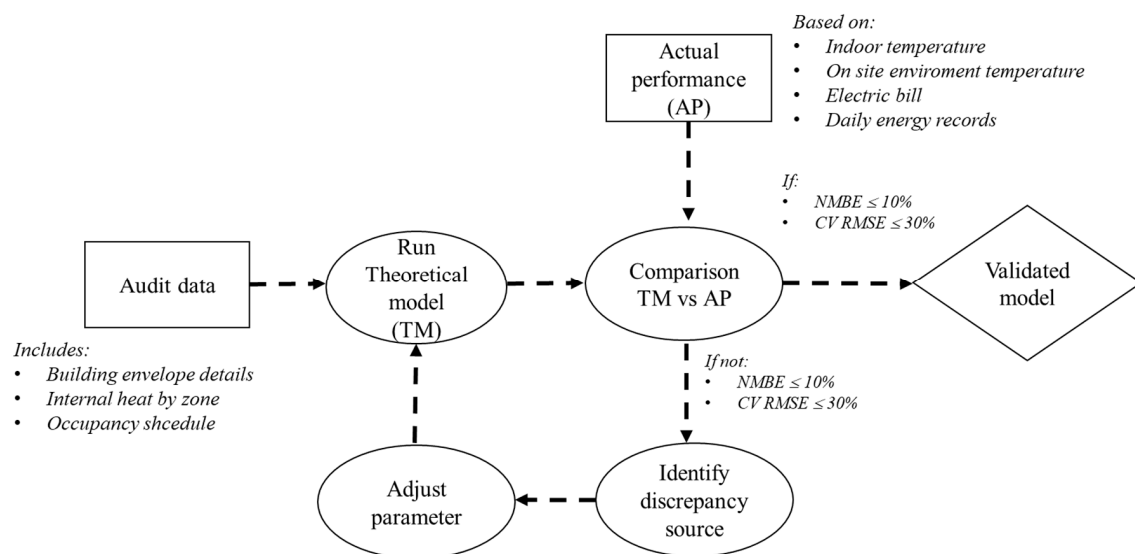 Actual
performance
(AP)
Based on:
• Indoor temperature
• On site enviroment temperature
• Electric bill
• Daily energy records
If:
• NMBE ≤ 10%
• CV RMSE ≤ 30%
Audit data
Run
Theoretical
model
(TM)
Comparison
TM vs AP
Validated
model
Includes:
• Building envelope details
• Internal heat by zone
• Occupancy shcedule
If not:
• NMBE ≤ 10%
• CV RMSE ≤ 30%
Adjust
parameter
Identify
discrepancy
source